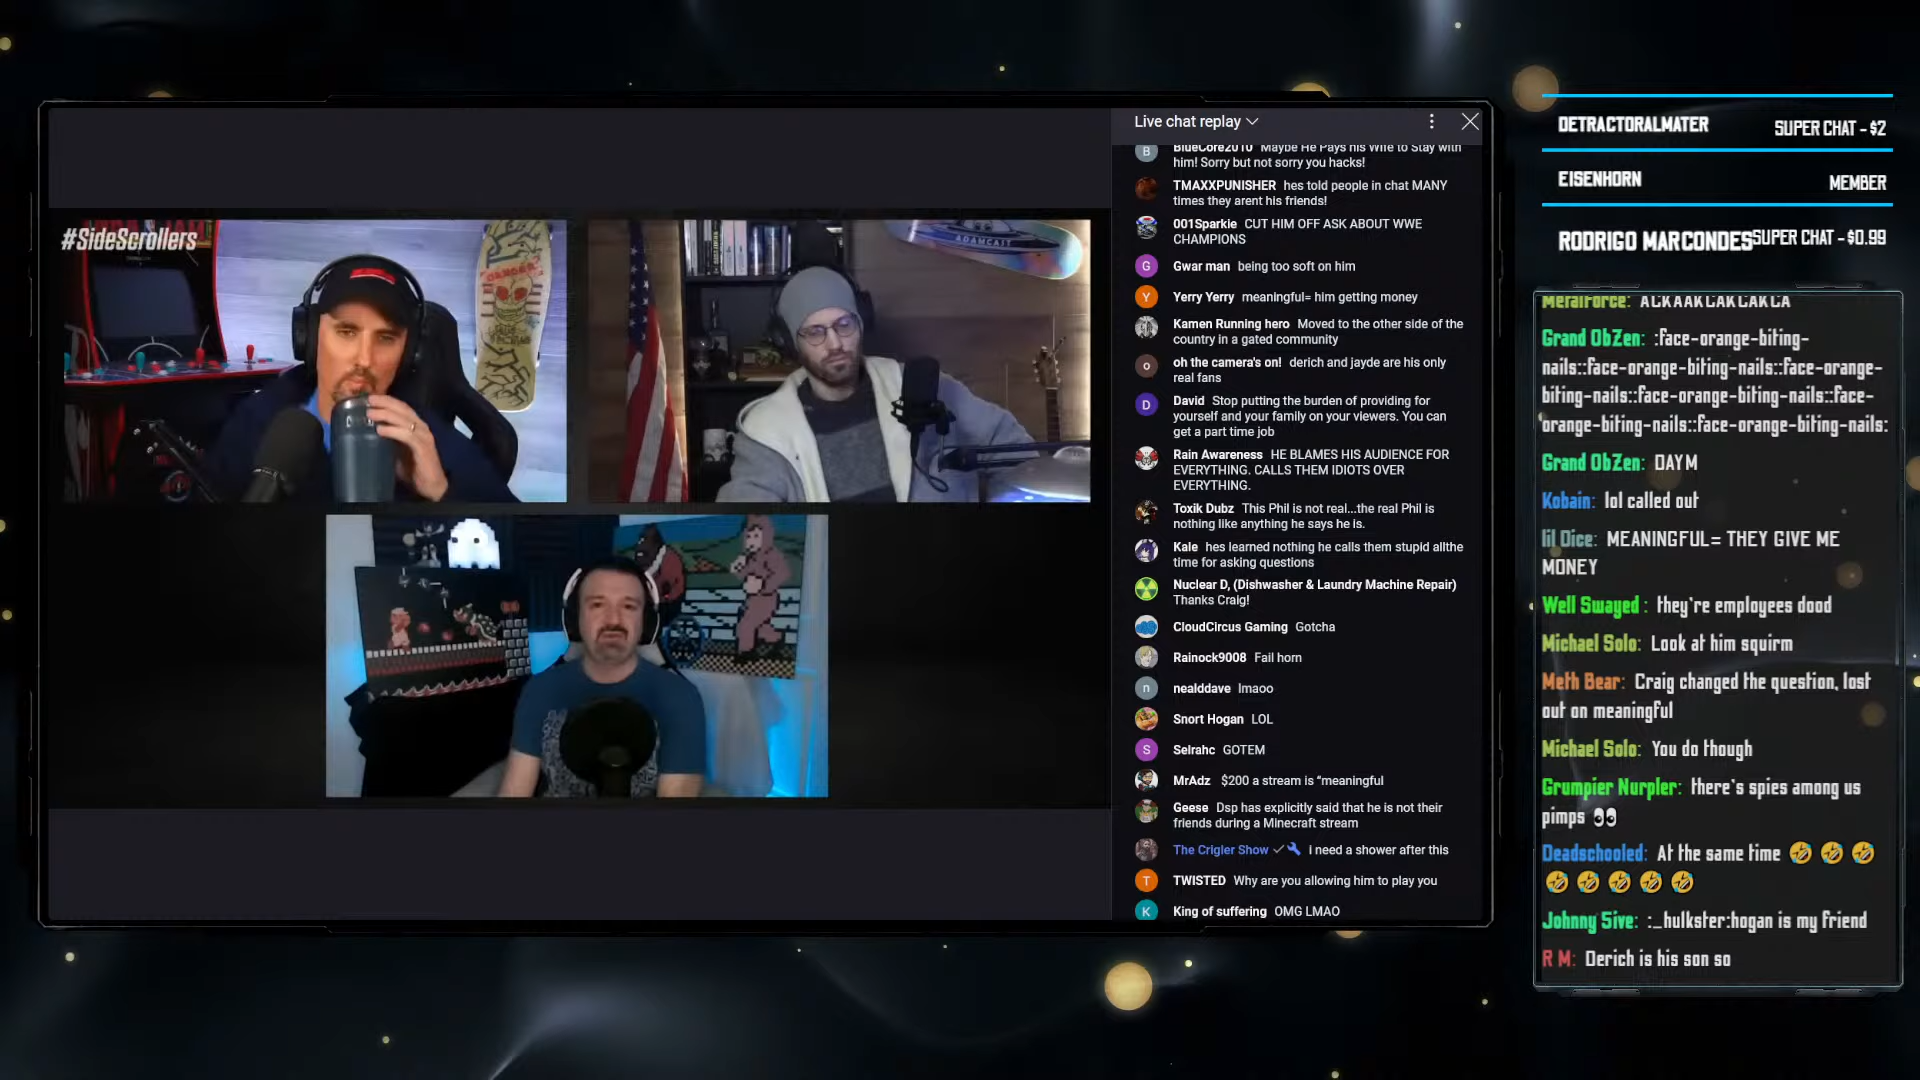 #SideScrollers
ADAMCAIT
Live chat replay
BlueCore2010 Maybe He Pays his Wife to Stay with
him! Sorry but not sorry you hacks!
TMAXXPUNISHER hes told people in chat MANY
times they arent his friends!
001Sparkie CUT HIM OFF ASK ABOUT WWE
CHAMPIONS
G Gwar man being too soft on him
Y Yerry Yerry meaningful= him getting money
Kamen Running hero Moved to the other side of the
country in a gated community
o oh the camera's on! derich and jayde are his only
real fans
D David Stop putting the burden of providing for
yourself and your family on your viewers. You can
get a part time job
Rain Awareness HE BLAMES HIS AUDIENCE FOR
EVERYTHING. CALLS THEM IDIOTS OVER
EVERYTHING.
Toxik Dubz This Phil is not real...the real Phil is
nothing like anything he says he is.
Kale hes learned nothing he calls them stupid allthe
time for asking questions
Nuclear D, (Dishwasher & Laundry Machine Repair)
Thanks Craig!
CloudCircus Gaming Gotcha
Rainock9008 Fail horn
n nealddave lmaoo
Snort Hogan LOL
S Selrahc GOTEM
MrAdz $200 a stream is “meaningful
Geese Dsp has explicitly said that he is not their
friends during a Minecraft stream
The Crigler Show i need a shower after this
T TWISTED Why are you allowing him to play you
K King of suffering OMG LMAO
DETRACTORALMATER SUPER CHAT - $2
EISENHORN MEMBER
RODRIGO MARCONDES SUPER CHAT - $0.99
MeralForce: ACKAAKCAKCAKCA
Grand ObZen: :face-orange-biting-
nails::face-orange-biting-nails::face-orange-
biting-nails::face-orange-biting-nails::face-
orange-biting-nails::face-orange-biting-nails:
Grand ObZen: DAYM
Kobain: lol called out
lil Dice: MEANINGFUL= THEY GIVE ME
MONEY
Well Swayed : they're employees dood
Michael Solo: Look at him squirm
Meth Bear: Craig changed the question, lost
out on meaningful
Michael Solo: You do though
Grumpier Nurpler: there's spies among us
pimps 👀
Deadschooled: At the same time 🤣 🤣 🤣
🤣 🤣 🤣 🤣 🤣
Johnny 5ive: :_hulkster:hogan is my friend
R M: Derich is his son so